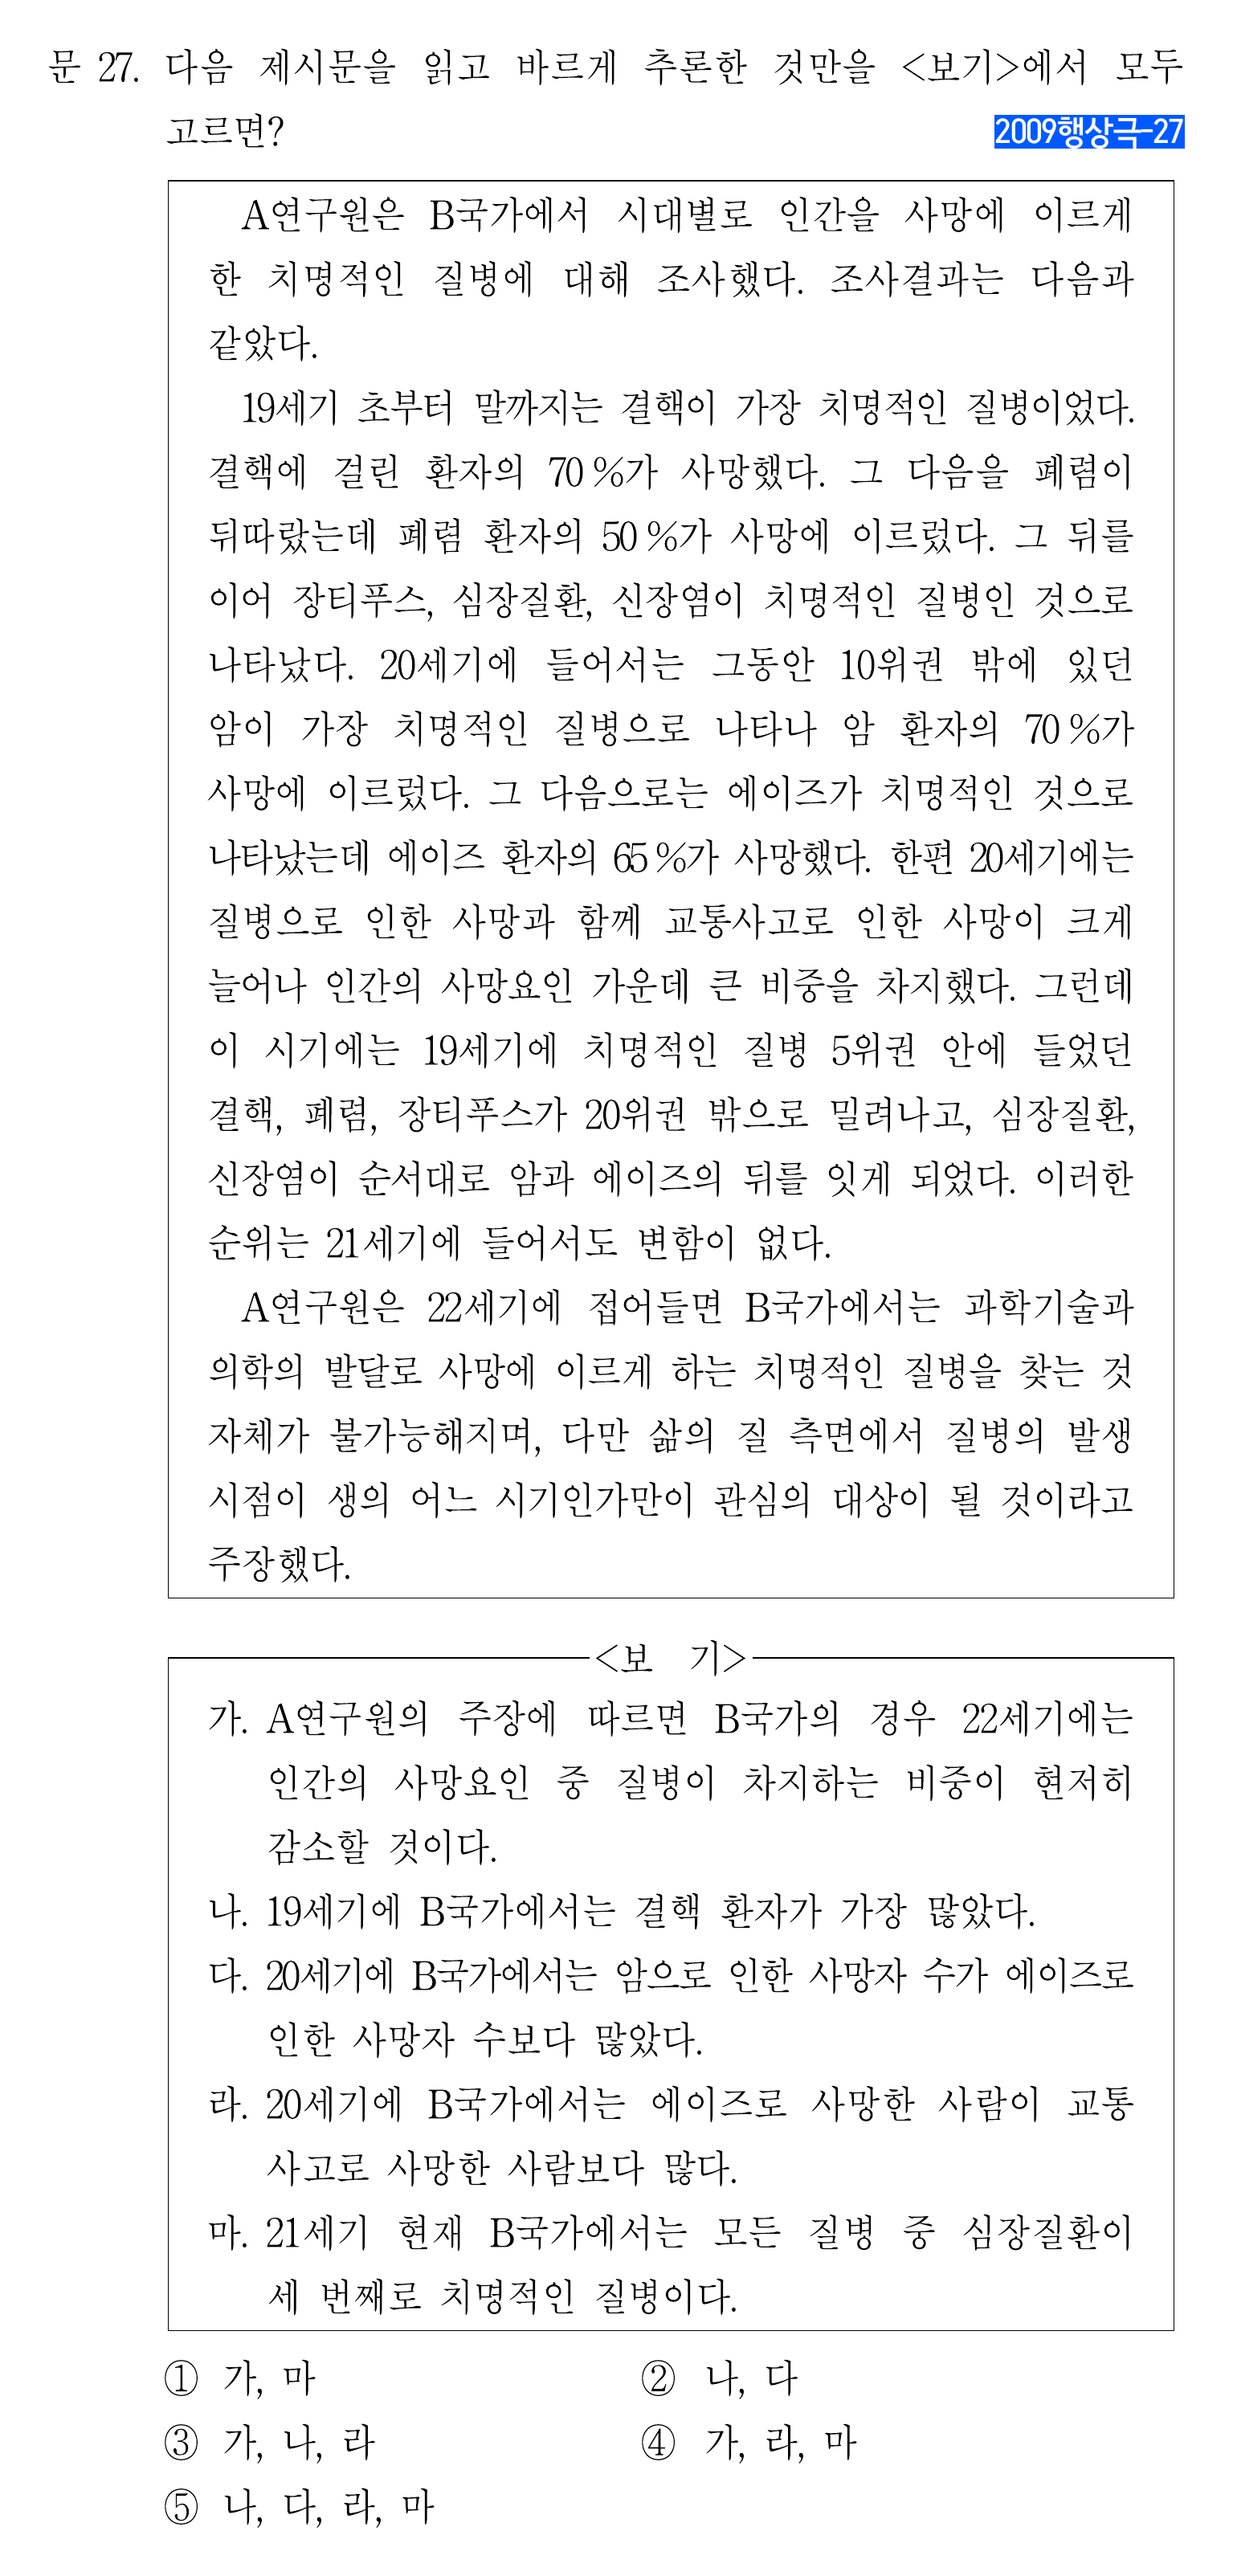 문 27. 다음 제시문을 읽고 바르게 추론한 것만을 <보기>에서 모두
고르면?
2009행상극-27
A연구원은 B국가에서 시대별로 인간을 사망에 이르게
한 치명적인 질병에 대해 조사했다. 조사결과는 다음과
같았다.
19세기 초부터 말까지는 결핵이 가장 치명적인 질병이었다.
결핵에 걸린 환자의 70 %가 사망했다. 그 다음을 폐렴이
뒤따랐는데 폐렴 환자의 50 %가 사망에 이르렀다. 그 뒤를
이어 장티푸스, 심장질환, 신장염이 치명적인 질병인 것으로
나타났다. 20세기에 들어서는 그동안 10위권 밖에 있던
암이 가장 치명적인 질병으로 나타나 암 환자의 70 %가
사망에 이르렀다. 그 다음으로는 에이즈가 치명적인 것으로
나타났는데 에이즈 환자의 65 %가 사망했다. 한편 20세기에는
질병으로 인한 사망과 함께 교통사고로 인한 사망이 크게
늘어나 인간의 사망요인 가운데 큰 비중을 차지했다. 그런데
이 시기에는 19세기에 치명적인 질병 5위권 안에 들었던
결핵, 폐렴, 장티푸스가 20위권 밖으로 밀려나고, 심장질환,
신장염이 순서대로 암과 에이즈의 뒤를 잇게 되었다. 이러한
순위는 21세기에 들어서도 변함이 없다.
A연구원은 22세기에 접어들면 B국가에서는 과학기술과
의학의 발달로 사망에 이르게 하는 치명적인 질병을 찾는 것
자체가 불가능해지며, 다만 삶의 질 측면에서 질병의 발생
시점이 생의 어느 시기인가만이 관심의 대상이 될 것이라고
주장했다.
<보 기>
가. A연구원의 주장에 따르면 B국가의 경우 22세기에는
인간의 사망요인 중 질병이 차지하는 비중이 현저히
감소할 것이다.
나. 19세기에 B국가에서는 결핵 환자가 가장 많았다.
다. 20세기에 B국가에서는 암으로 인한 사망자 수가 에이즈로
인한 사망자 수보다 많았다.
라. 20세기에 B국가에서는 에이즈로 사망한 사람이 교통
사고로 사망한 사람보다 많다.
마. 21세기 현재 B국가에서는 모든 질병 중 심장질환이
세 번째로 치명적인 질병이다.
① 가, 마 ② 나, 다
③ 가, 나, 라 ④ 가, 라, 마
⑤ 나, 다, 라, 마